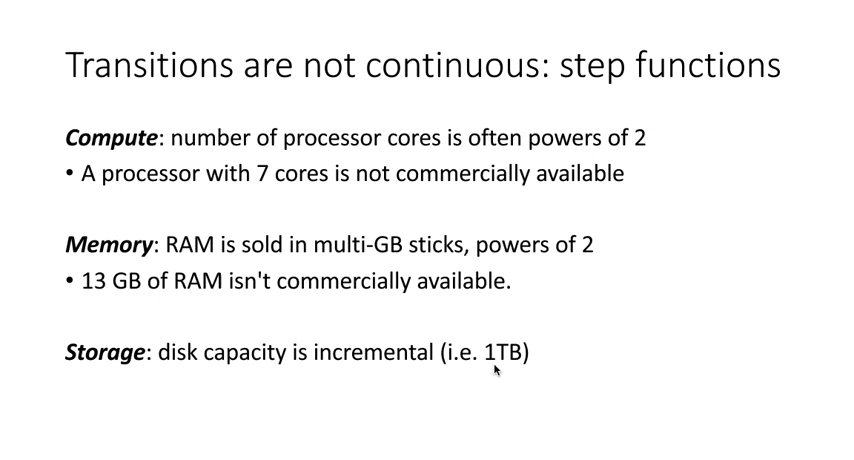 Transitions are not continuous: step functions
Compute: number of processor cores is often powers of 2
• A processor with 7 cores is not commercially available
Memory: RAM is sold in multi-GB sticks, powers of 2
• 13 GB of RAM isn't commercially available.
Storage: disk capacity is incremental (i.e. 1TB)